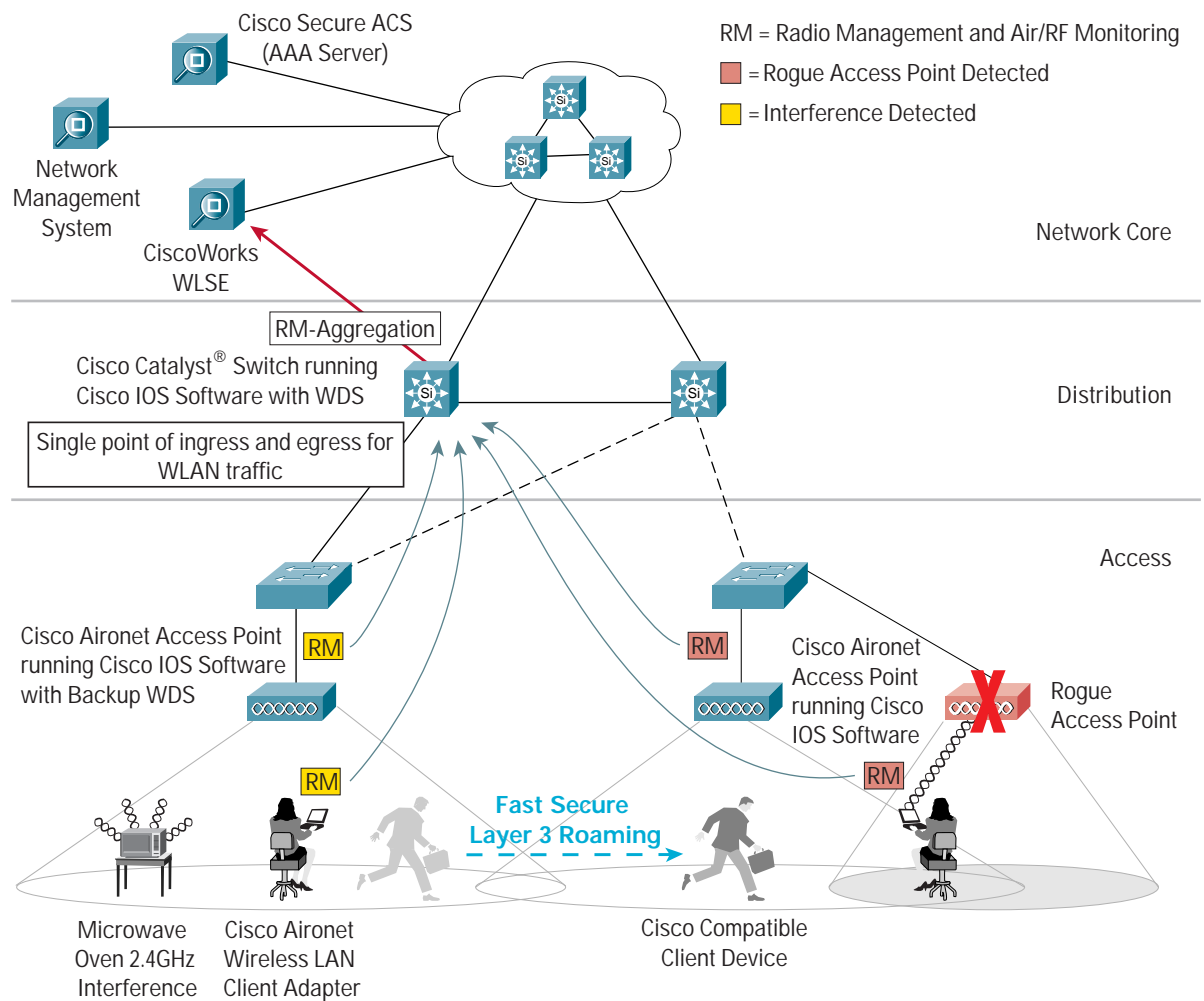 Cisco Secure ACS
(AAA Server)
RM = Radio Management and Air/RF Monitoring
= Rogue Access Point Detected
= Interference Detected
Si
Si
Si
Network
Management
System
CiscoWorks
WLSE
Network Core
RM-Aggregation
Cisco Catalyst® Switch running
Cisco IOS Software with WDS
Si
Si
Distribution
Single point of ingress and egress for
WLAN traffic
Access
Cisco Aironet Access Point
running Cisco IOS Software
with Backup WDS
RM
RM
Cisco Aironet
Access Point
running Cisco
IOS Software
Rogue
Access Point
RM
RM
Fast Secure
Layer 3 Roaming
Microwave
Oven 2.4GHz
Interference
Cisco Aironet
Wireless LAN
Client Adapter
Cisco Compatible
Client Device